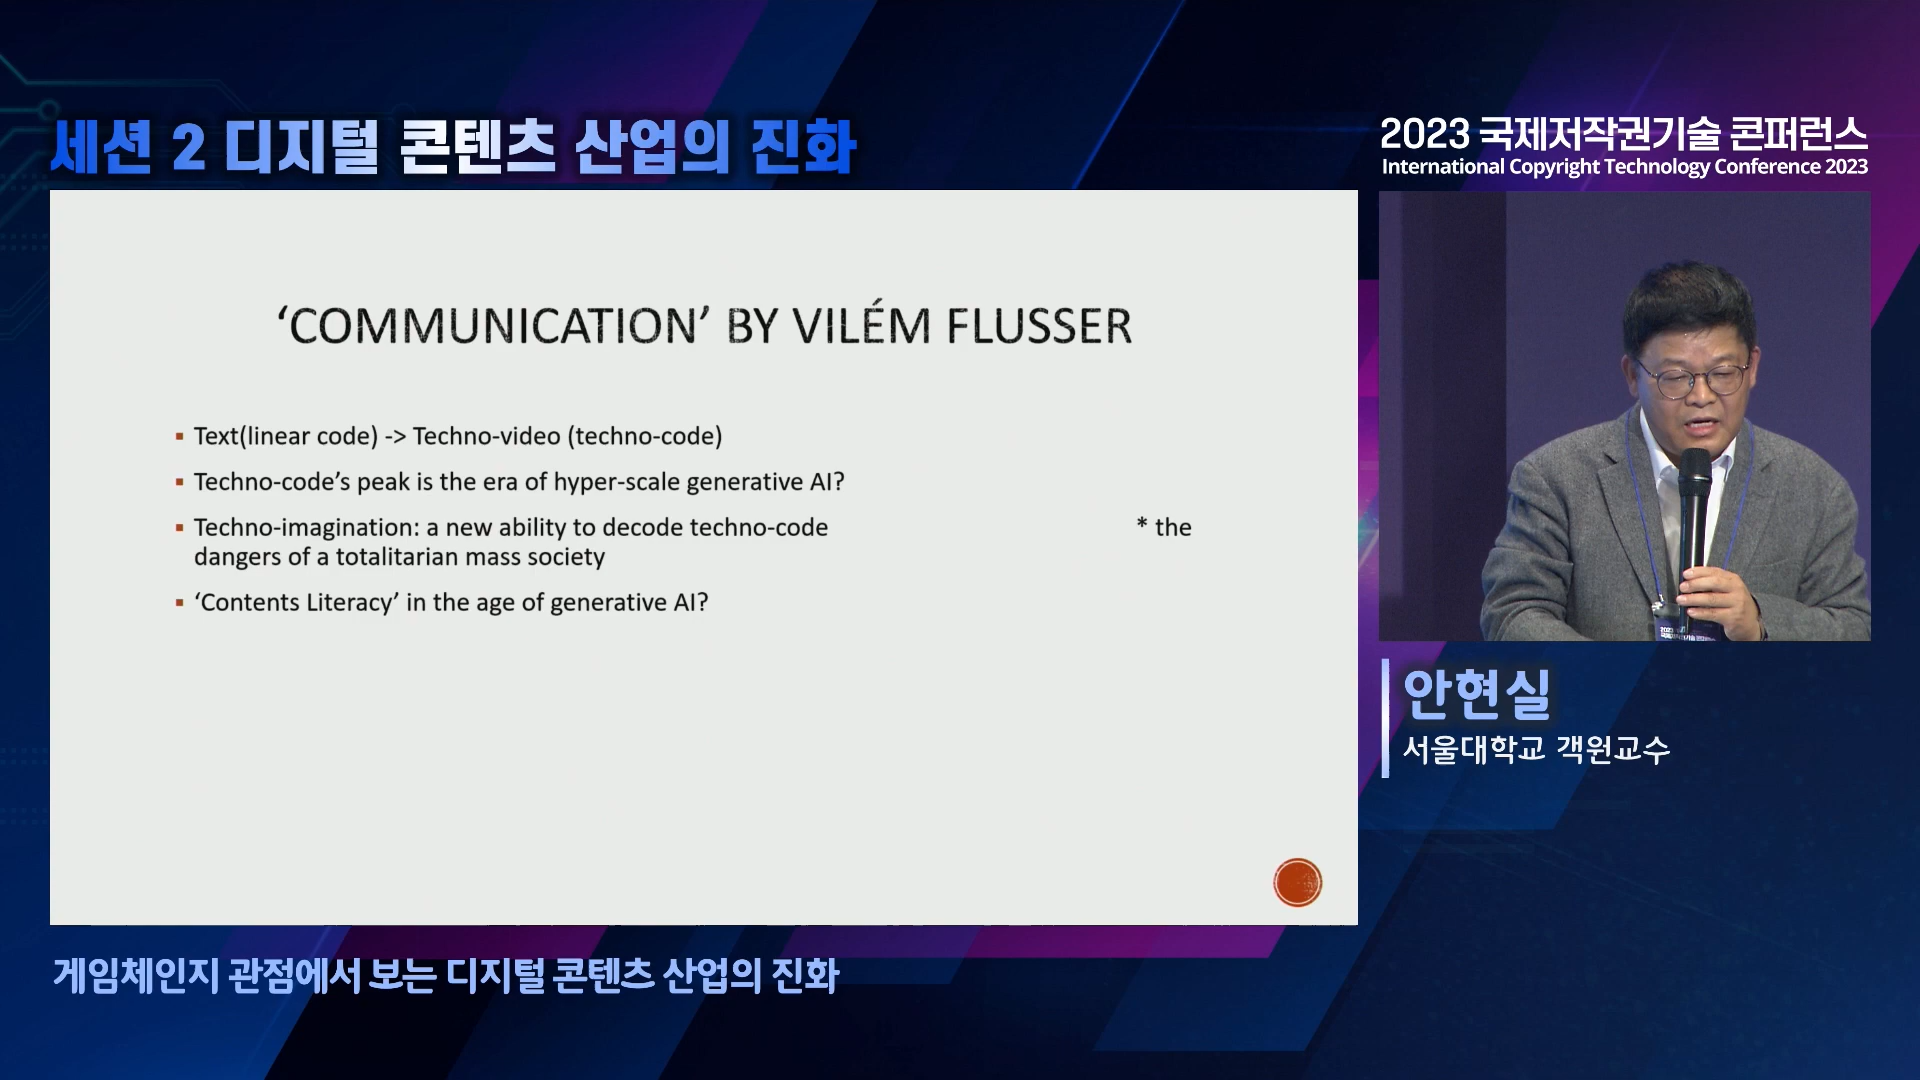 세션 2 디지털 콘텐츠 산업의 진화
2023 국제저작권기술 콘퍼런스
International Copyright Technology Conference 2023
‘COMMUNICATION’ BY VILÉM FLUSSER
▪ Text(linear code) -> Techno-video (techno-code)
▪ Techno-code’s peak is the era of hyper-scale generative AI?
▪ Techno-imagination: a new ability to decode techno-code * the
dangers of a totalitarian mass society
▪ ‘Contents Literacy’ in the age of generative AI?
안현실
서울대학교 객원교수
게임체인지 관점에서 보는 디지털 콘텐츠 산업의 진화